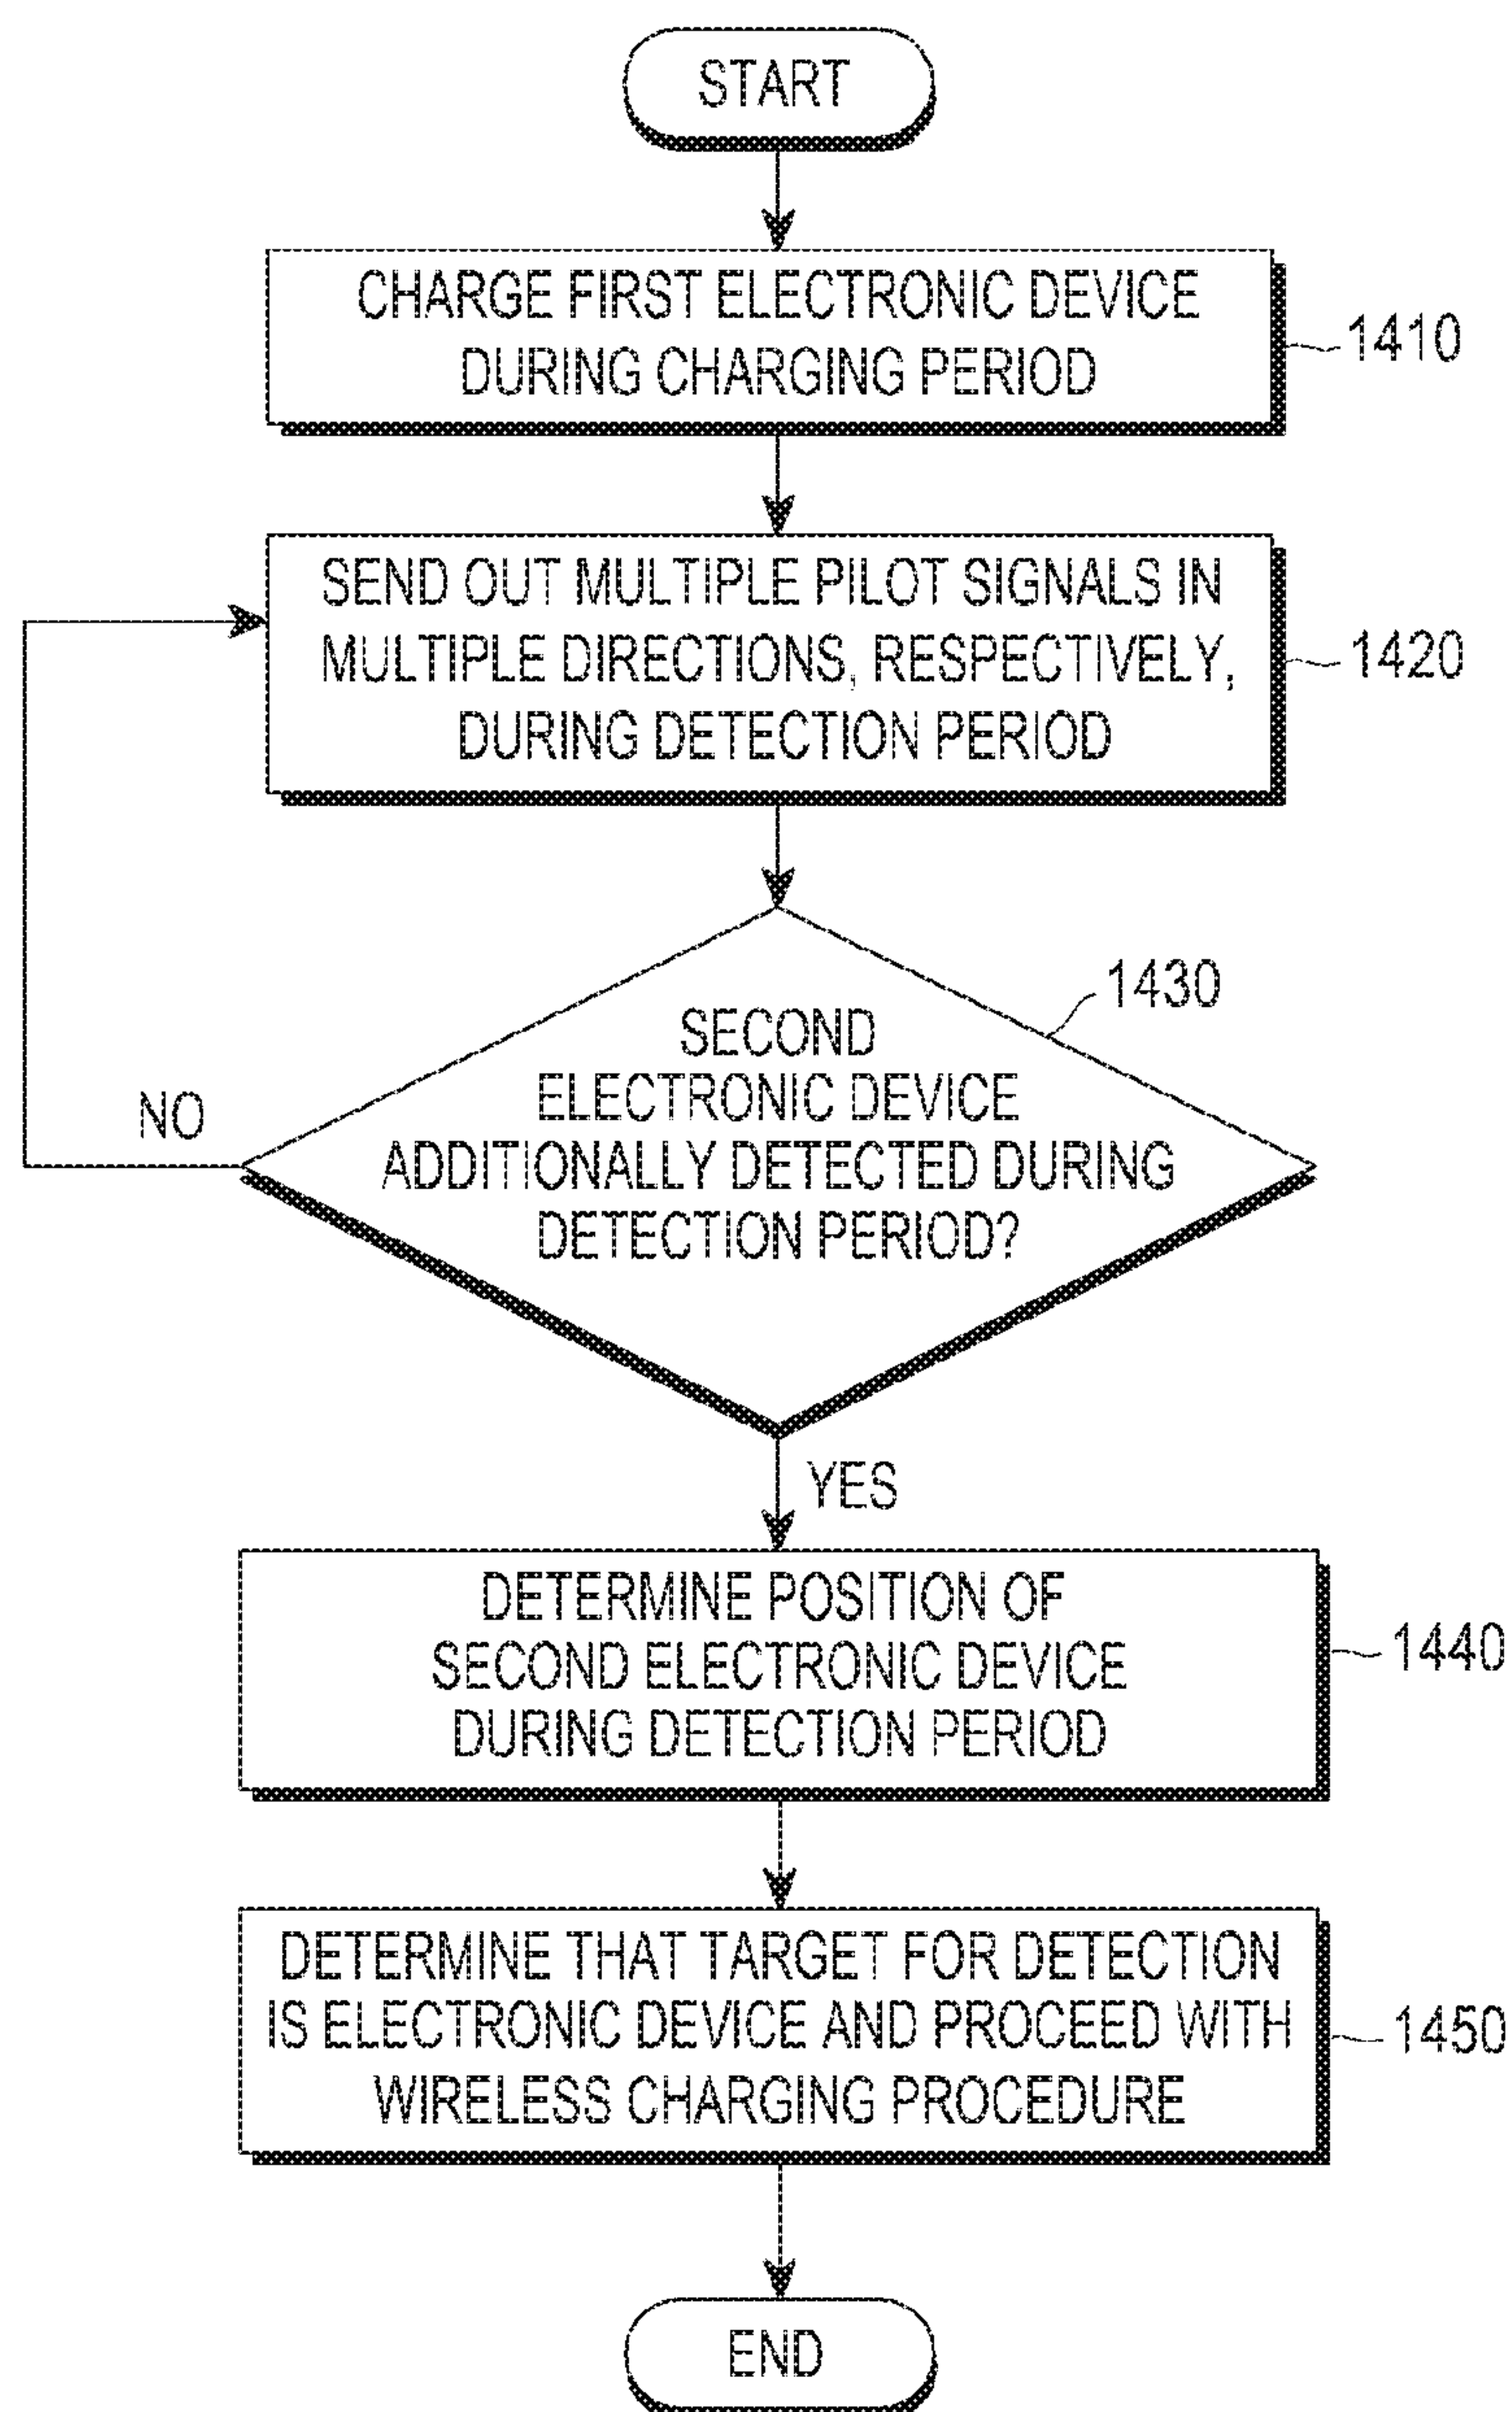 START
CHARGE FIRST ELECTRONIC DEVICE
DURING CHARGING PERIOD
1410
SEND OUT MULTIPLE PILOT SIGNALS IN
MULTIPLE DIRECTIONS, RESPECTIVELY,
DURING DETECTION PERIOD
1420
1430
SECOND
ELECTRONIC DEVICE
ADDITIONALLY DETECTED DURING
DETECTION PERIOD?
NO
YES
DETERMINE POSITION OF
SECOND ELECTRONIC DEVICE
DURING DETECTION PERIOD
1440
DETERMINE THAT TARGET FOR DETECTION
IS ELECTRONIC DEVICE AND PROCEED WITH
WIRELESS CHARGING PROCEDURE
1450
END